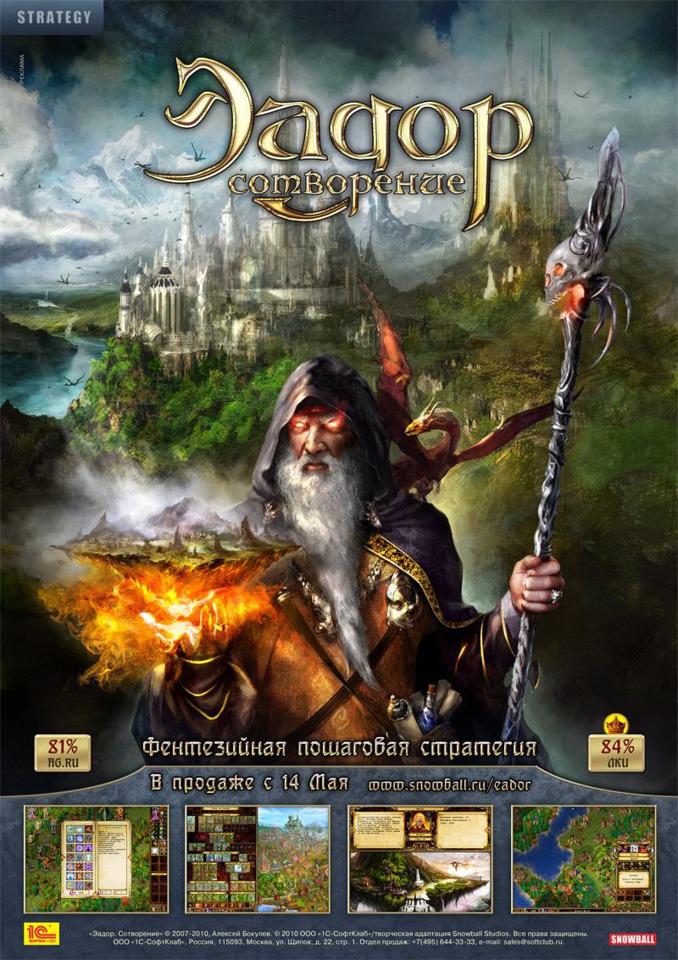 STRATEGY
РЕКЛАМА
Эадор
сотворение
81%
AG.RU
84%
ЛКИ
Фентезийная пошаговая стратегия
В продаже с 14 Мая www.snowball.ru/eador
1С
ФИРМА «1С»
«Эадор. Сотворение» © 2007-2010, Алексей Бокулев. © 2010 ООО «1С-СофтКлаб»/творческая адаптация Snowball Studios. Все права защищены.
ООО «1С-СофтКлаб», Россия, 115093, Москва, ул. Щипок, д. 22, стр. 1. Отдел продаж: +7(495) 644-33-33, e-mail: sales@softclub.ru.
SNOWBALL